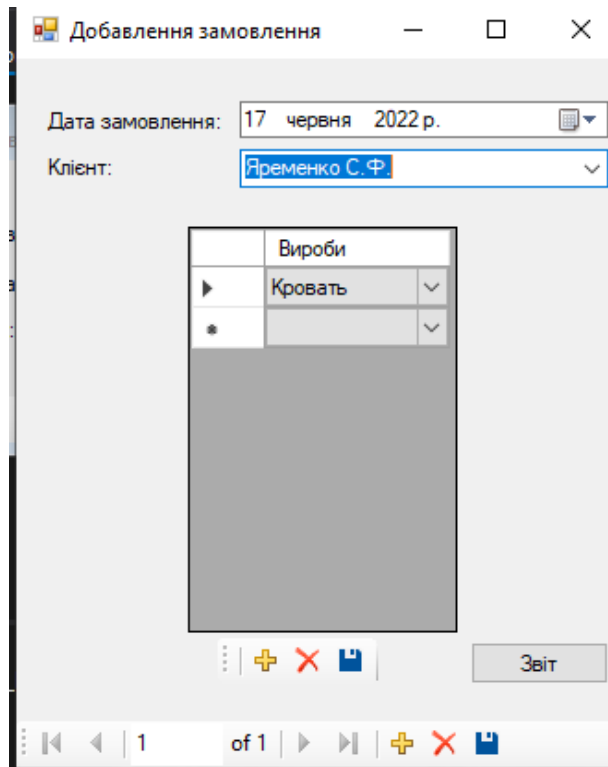 Добавлення замовлення
Дата замовлення: 17 червня 2022 р.
Клієнт: Яременко С.Ф.
Вироби
Кровать
Звіт
1 of 1